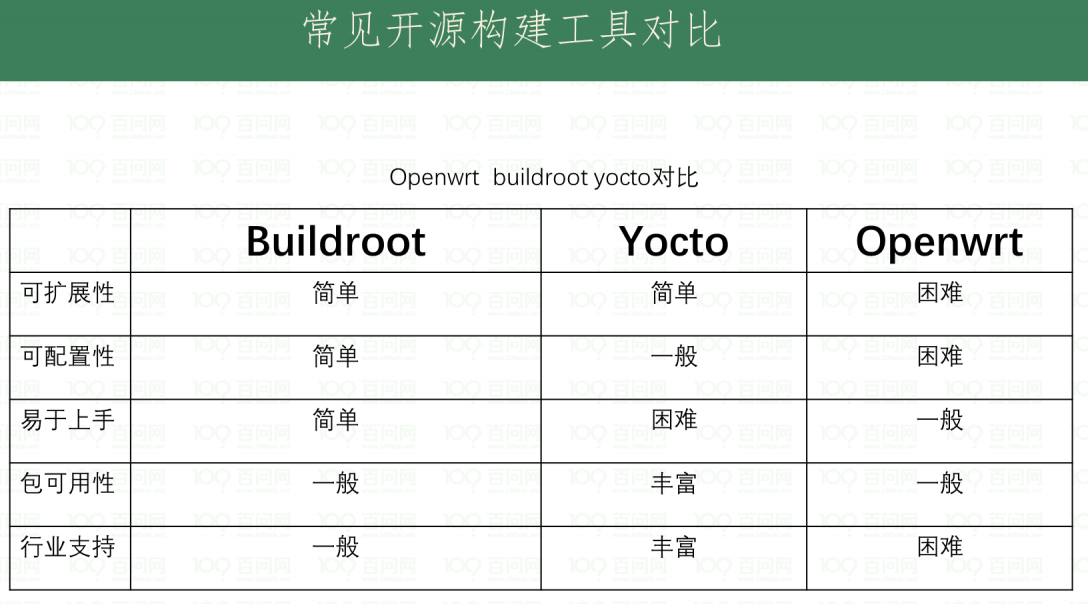 常见开源构建工具对比
Openwrt buildroot yocto对比
Buildroot Yocto Openwrt
可扩展性 简单 简单 困难
可配置性 简单 一般 困难
易于上手 简单 困难 一般
包可用性 一般 丰富 一般
行业支持 一般 丰富 困难